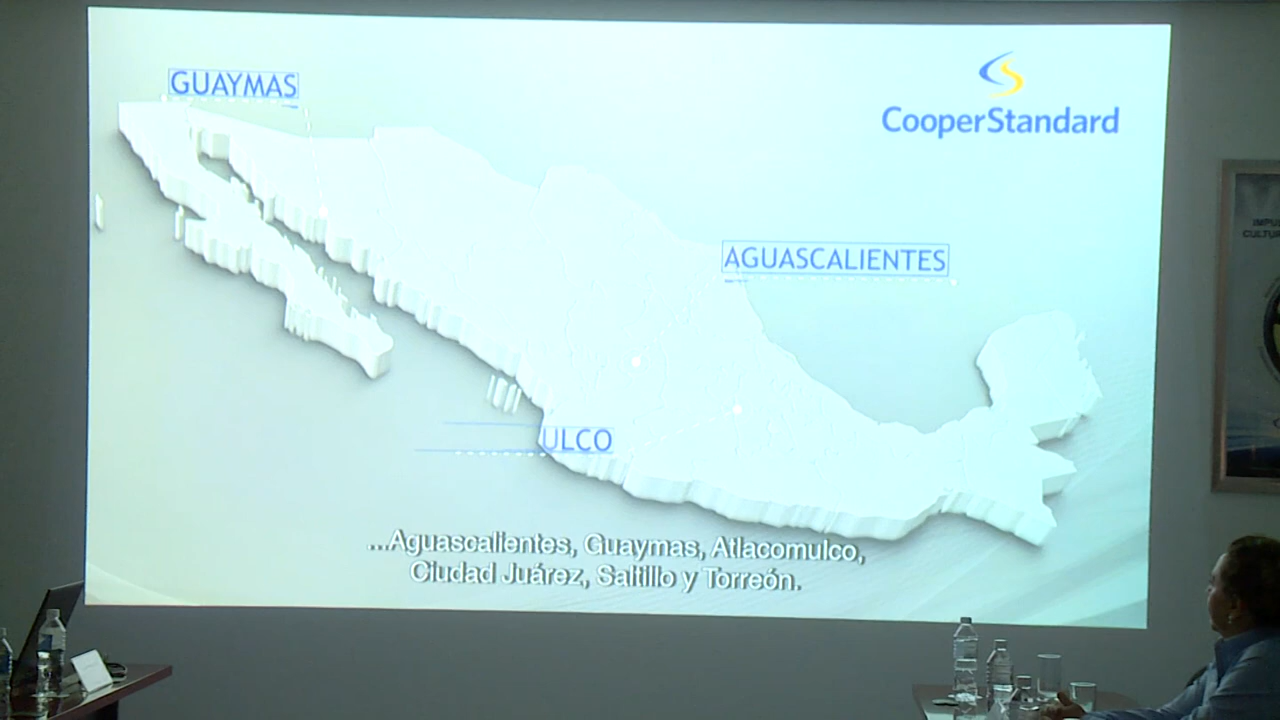 GUAYMAS
CooperStandard
AGUASCALIENTES
ULCO
...Aguascalientes, Guaymas, Atlacomulco,
Ciudad Juárez, Saltillo y Torreón.